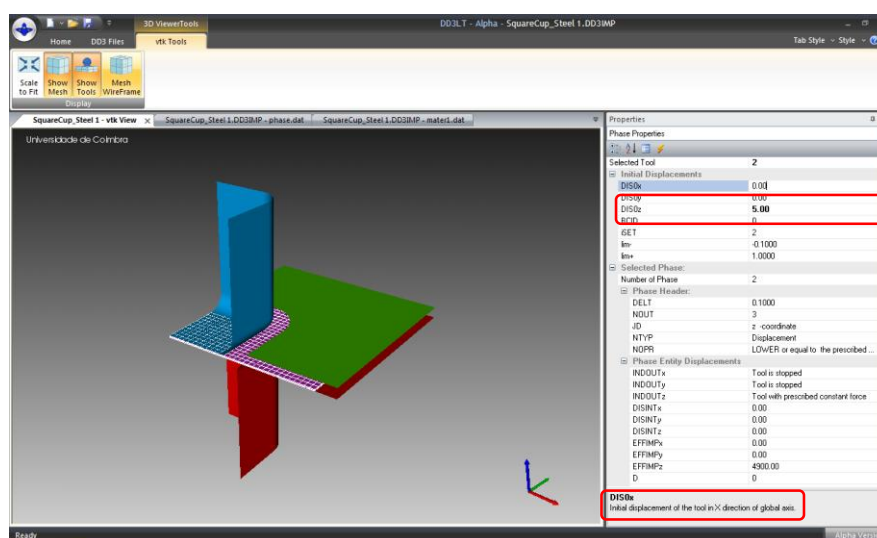 3D ViewerTools
DD3LT - Alpha - SquareCup_Steel 1.DD3IMP
Home DD3 Files vtk Tools
Tab Style Style
Scale to Fit
Show Mesh
Show Tools
Mesh WireFrame
Display
SquareCup_Steel 1 - vtk View x SquareCup_Steel 1.DD3IMP - phase.dat SquareCup_Steel 1.DD3IMP - mater1.dat
Universidade de Coimbra
Properties
Phase Properties
Selected Tool 2
Initial Displacements
DIS0x 0.00
DIS0y 0.00
DIS0z 5.00
BCID 0
iSET 2
lim- -0.1000
lim+ 1.0000
Selected Phase:
Number of Phase 2
Phase Header:
DELT 0.1000
NOUT 3
JD z -coordinate
NTYP Displacement
NOPR LOWER or equal to the prescribed ...
Phase Entity Displacements
INDOUTx Tool is stopped
INDOUTy Tool is stopped
INDOUTz Tool with prescribed constant force
DISINTx 0.00
DISINTy 0.00
DISINTz 0.00
EFFIMPx 0.00
EFFIMPy 0.00
EFFIMPz 4900.00
D 0
DIS0x
Initial displacement of the tool in X direction of global axis.
Ready
Alpha Versi